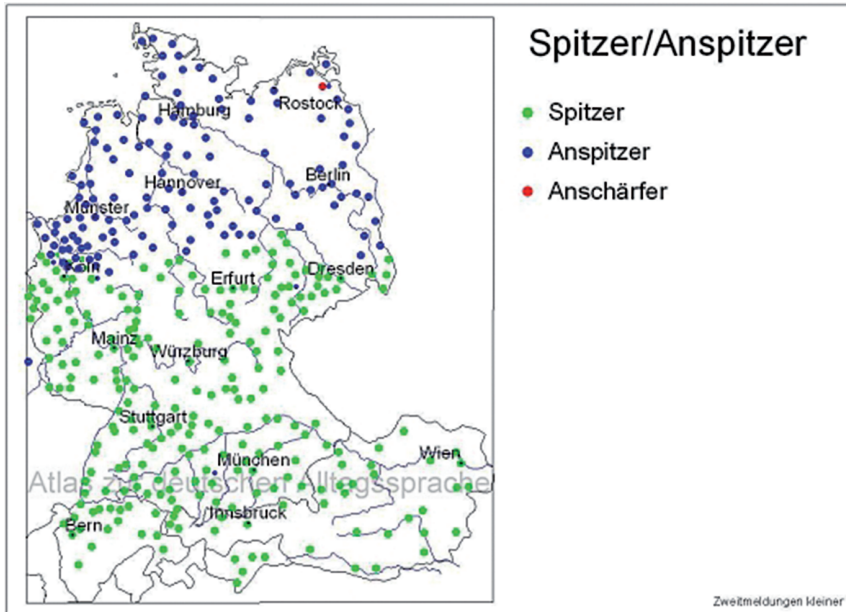 Spitzer/Anspitzer
Spitzer
Anspitzer
Anschärfer
Rostock
Hamburg
Berlin
Hannover
Münster
Köln
Erfurt
Dresden
Mainz
Würzburg
Stuttgart
München
Wien
Atlas zur deutschen Alltagssprache
Innsbruck
Bern
Zweitmeldungen kleiner